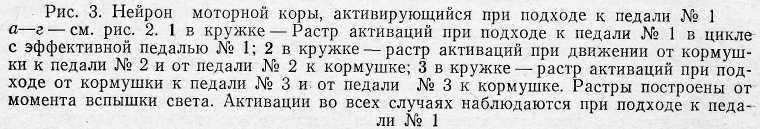 Рис. 3. Нейрон моторной коры, активирующийся при подходе к педали № 1
а—г — см. рис. 2. 1 в кружке — Растр активаций при подходе к педали № 1 в цикле
с эффективной педалью № 1; 2 в кружке — растр активаций при движении от кормуш-
ки к педали № 2 и от педали № 2 к кормушке; 3 в кружке — растр активаций при под-
ходе от кормушки к педали № 3 и от педали № 3 к кормушке. Растры построены от
момента вспышки света. Активации во всех случаях наблюдаются при подходе к педа-
ли № 1